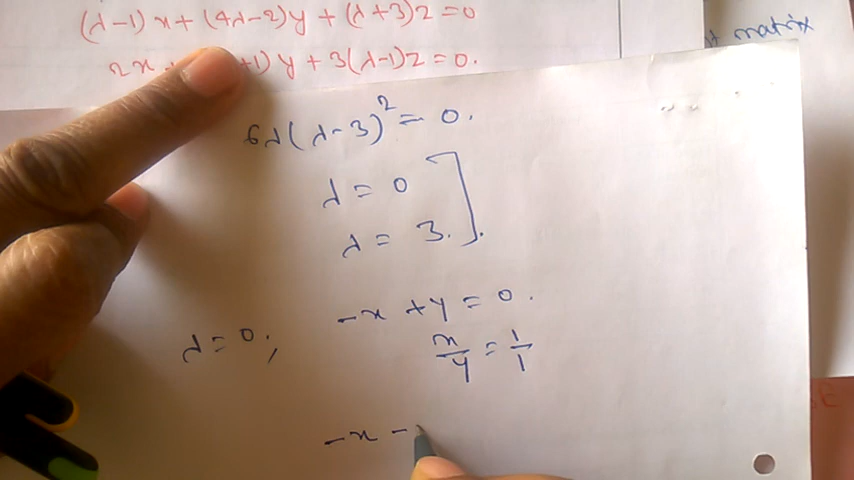 (λ-1)x + (4λ-2)y + (λ+3)z = 0
matrix
2x +1)y + 3(λ-1)z = 0.
6λ(λ-3)² = 0.
λ = 0
λ = 3.
-x + y = 0.
λ = 0;
x/y = 1/1
-x -